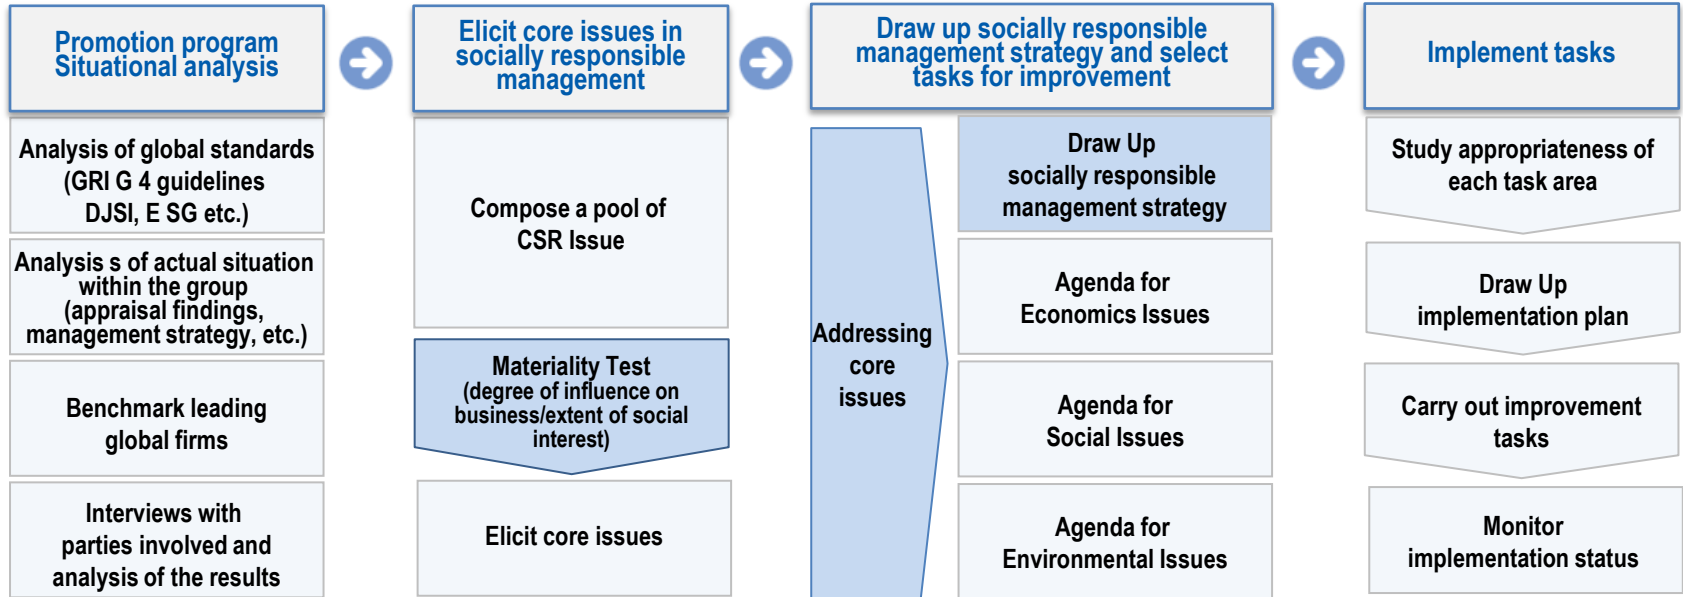 Promotion program
Situational analysis
Elicit core issues in
socially responsible
management
Draw up socially responsible
management strategy and select
tasks for improvement
Implement tasks
Analysis of global standards
(GRI G 4 guidelines
DJSI, E SG etc.)
Analysis s of actual situation
within the group
(appraisal findings,
management strategy, etc.)
Benchmark leading
global firms
Interviews with
parties involved and
analysis of the results
Compose a pool of
CSR Issue
Materiality Test
(degree of influence on
business/extent of social
interest)
Elicit core issues
Addressing
core
issues
Draw Up
socially responsible
management strategy
Agenda for
Economics Issues
Agenda for
Social Issues
Agenda for
Environmental Issues
Study appropriateness of
each task area
Draw Up
implementation plan
Carry out improvement
tasks
Monitor
implementation status